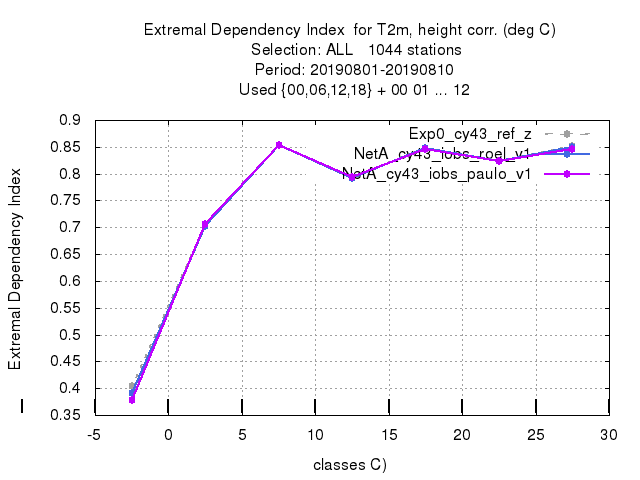 Extremal Dependency Index  for T2m, height corr. (deg C)
Selection: ALL   1044 stations
Period: 20190801-20190810
Used {00,06,12,18} + 00 01 ... 12
Exp0_cy43_ref_z
NetA_cy43_iobs_roel_v1
NetA_cy43_iobs_paulo_v1
0.9
0.85
0.8
0.75
0.7
0.65
0.6
0.55
0.5
0.45
0.4
0.35
Extremal Dependency Index
-5
0
5
10
15
20
25
30
classes C)